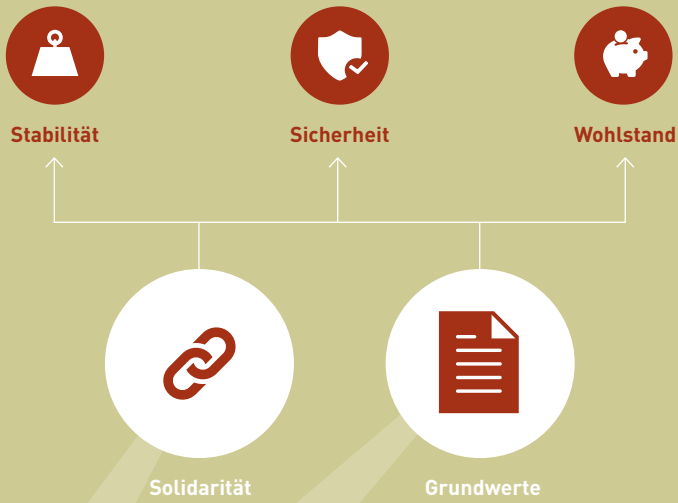 Stabilität
Sicherheit
Wohlstand
Solidarität
Grundwerte